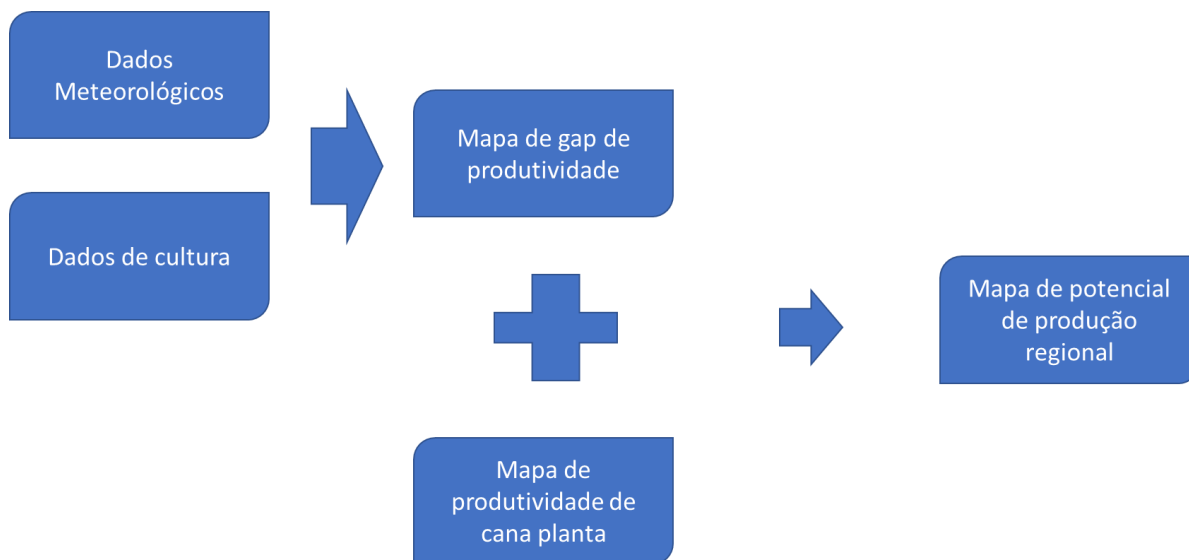 Dados
Meteorológicos
Dados de cultura
Mapa de gap de
produtividade
Mapa de
produtividade de
cana planta
Mapa de potencial
de produção
regional